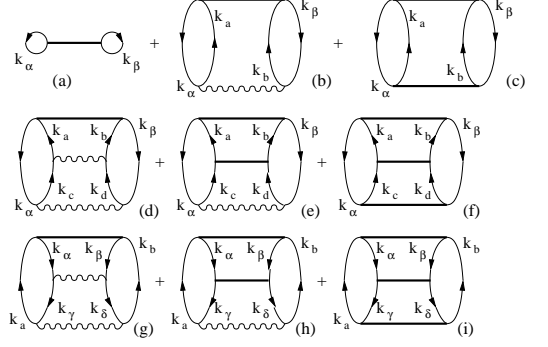 k_α (a) k_β + k_α k_a k_b k_β (b) + k_α k_a k_b k_β (c)
k_a k_b k_β k_c k_d k_α (d) + k_a k_b k_β k_c k_d k_α (e) + k_a k_b k_β k_c k_d k_α (f)
k_α k_β k_b k_γ k_δ k_a (g) + k_α k_β k_b k_γ k_δ k_a (h) + k_α k_β k_b k_γ k_δ k_a (i)